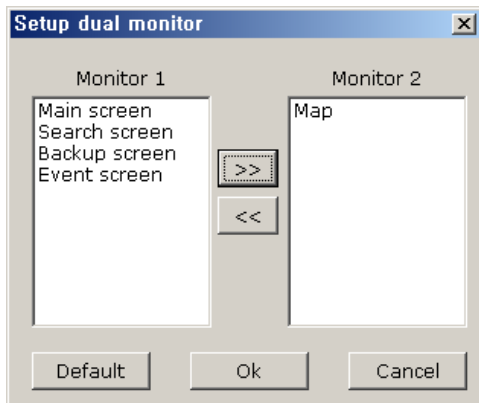 Setup dual monitor
Monitor 1
Monitor 2
Main screen
Search screen
Backup screen
Event screen
Map
>>
<<
Default
Ok
Cancel